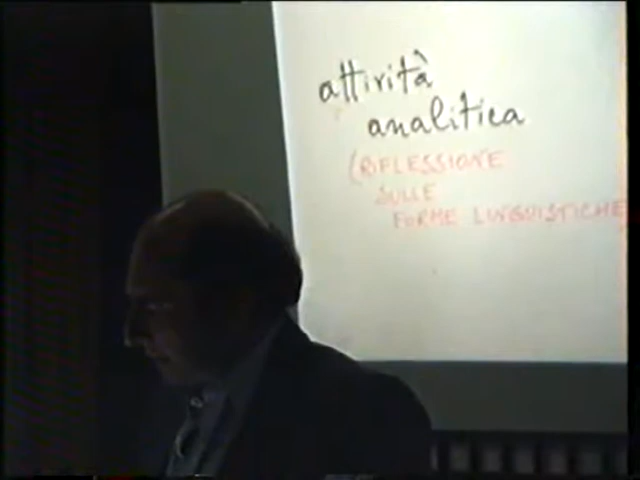 attività
analitica
(RIFLESSIONE
SULLE
FORME LINGUISTICHE)